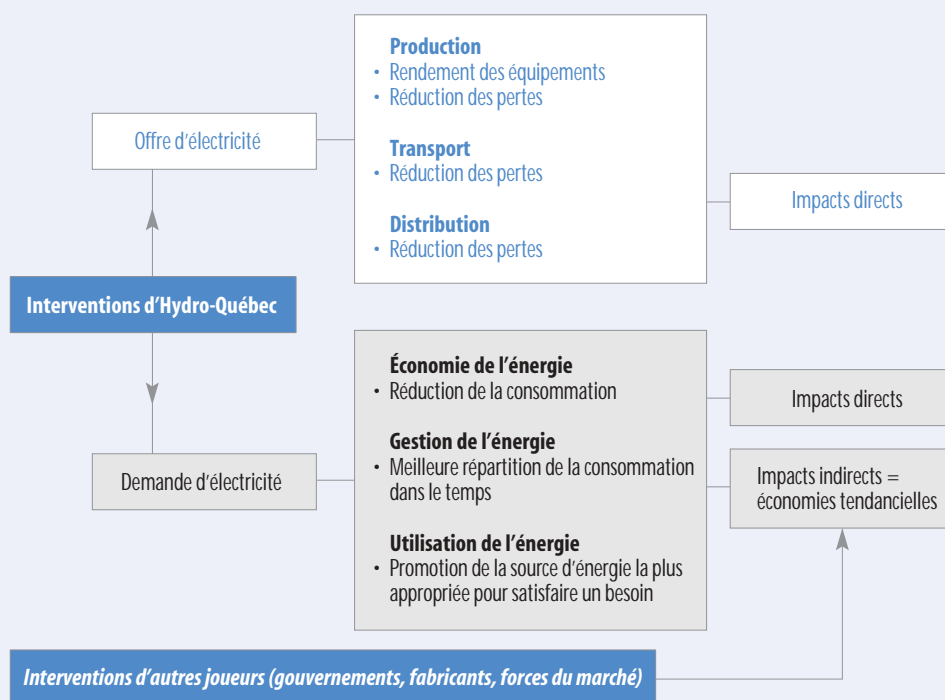 Production
• Rendement des équipements
• Réduction des pertes
Offre d'électricité
Transport
• Réduction des pertes
Impacts directs
Distribution
• Réduction des pertes
Interventions d'Hydro-Québec
Économie de l'énergie
• Réduction de la consommation
Impacts directs
Gestion de l'énergie
• Meilleure répartition de la consommation
dans le temps
Demande d'électricité
Impacts indirects =
économies tendancielles
Utilisation de l'énergie
• Promotion de la source d'énergie la plus
appropriée pour satisfaire un besoin
Interventions d'autres joueurs (gouvernements, fabricants, forces du marché)